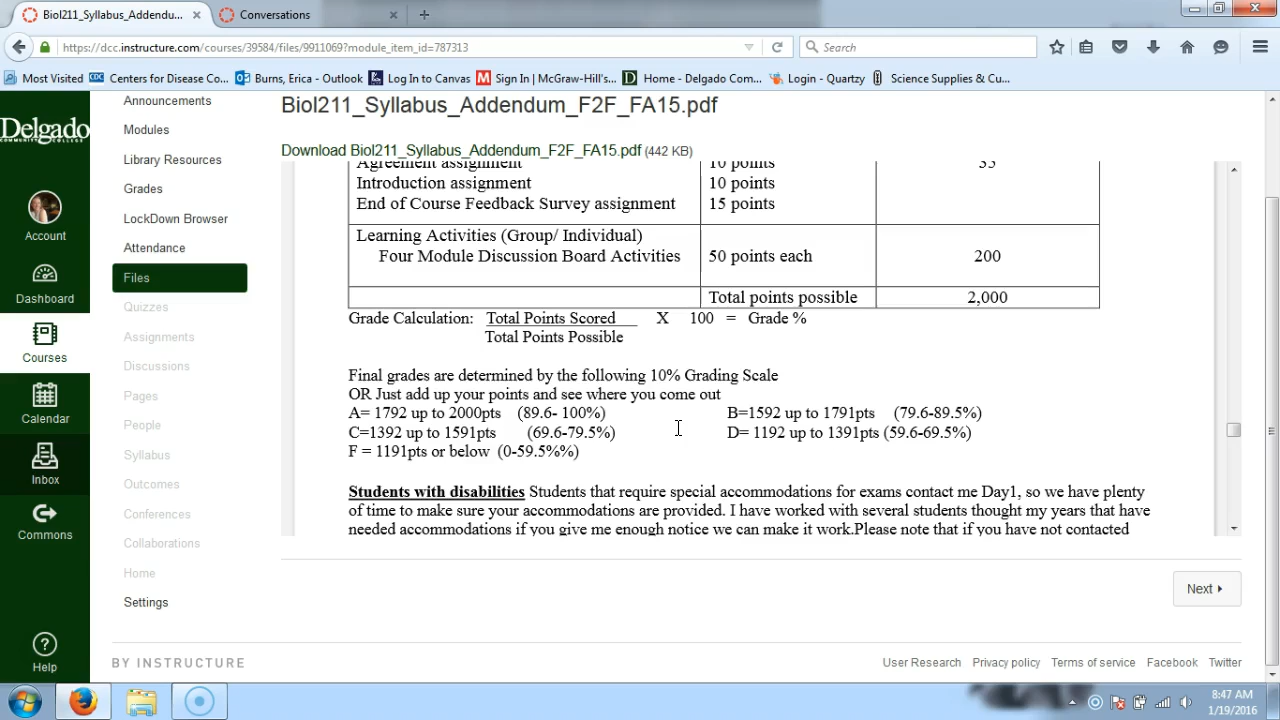 Biol211_Syllabus_Addendu...
Conversations
https://dcc.instructure.com/courses/39584/files/9911069?module_item_id=787313
Search
Most Visited
CDC Centers for Disease Co...
Burns, Erica - Outlook
Log In to Canvas
M Sign In | McGraw-Hill's...
D Home - Delgado Com...
Login - Quartzy
Science Supplies & Cu...
Delgado
COMMUNITY COLLEGE
Account
Dashboard
Courses
Calendar
Inbox
Commons
Help
Announcements
Modules
Library Resources
Grades
LockDown Browser
Attendance
Files
Quizzes
Assignments
Discussions
Pages
People
Syllabus
Outcomes
Conferences
Collaborations
Home
Settings
Biol211_Syllabus_Addendum_F2F_FA15.pdf
Download Biol211_Syllabus_Addendum_F2F_FA15.pdf (442 KB)
Agreement assignment 10 points 35
Introduction assignment 10 points
End of Course Feedback Survey assignment 15 points
Learning Activities (Group/ Individual)
Four Module Discussion Board Activities 50 points each 200
Total points possible 2,000
Grade Calculation: Total Points Scored X 100 = Grade %
Total Points Possible
Final grades are determined by the following 10% Grading Scale
OR Just add up your points and see where you come out
A= 1792 up to 2000pts (89.6- 100%) B=1592 up to 1791pts (79.6-89.5%)
C=1392 up to 1591pts (69.6-79.5%) D= 1192 up to 1391pts (59.6-69.5%)
F = 1191pts or below (0-59.5%%)
Students with disabilities Students that require special accommodations for exams contact me Day1, so we have plenty
of time to make sure your accommodations are provided. I have worked with several students thought my years that have
needed accommodations if you give me enough notice we can make it work.Please note that if you have not contacted
Next
BY INSTRUCTURE
User Research Privacy policy Terms of service Facebook Twitter
8:47 AM
1/19/2016